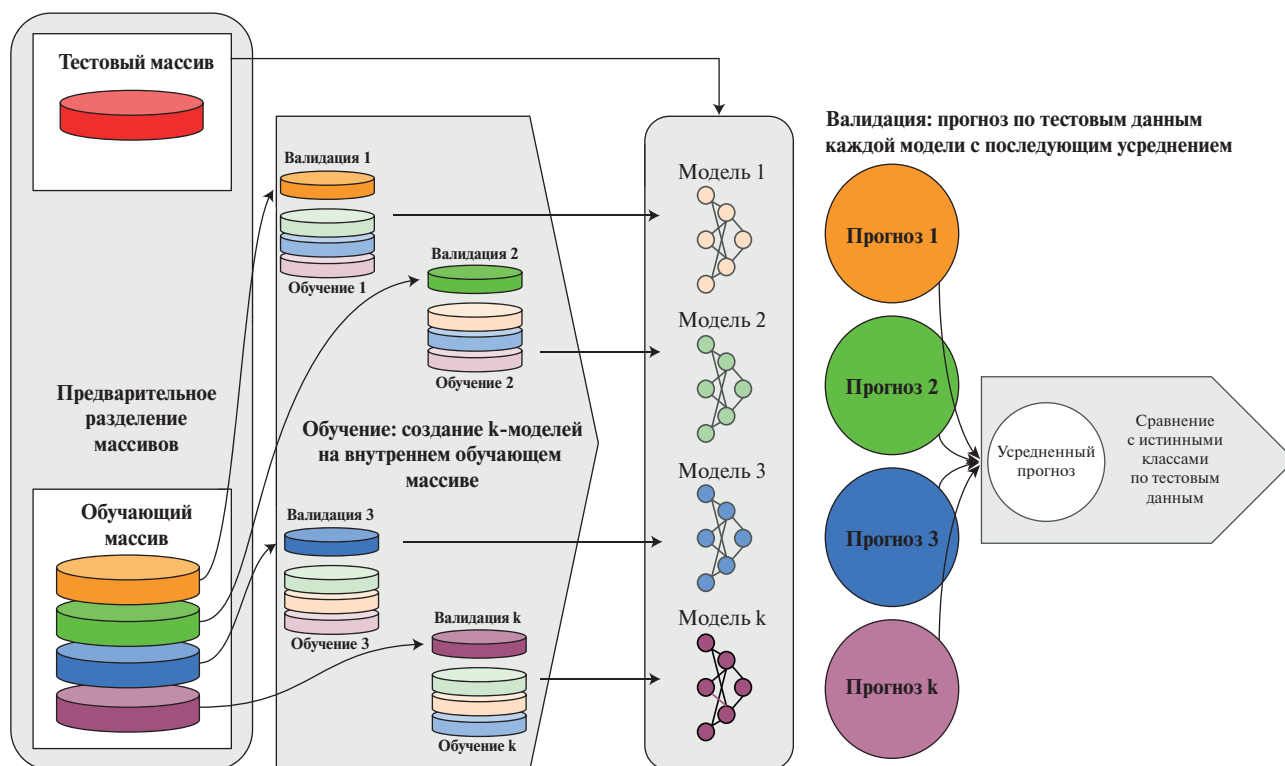 Тестовый массив
Предварительное
разделение
массивов
Обучающий
массив
Валидация 1
Обучение 1
Валидация 2
Обучение 2
Обучение: создание k-моделей
на внутреннем обучающем
массиве
Валидация 3
Обучение 3
Валидация k
Обучение k
Модель 1
Модель 2
Модель 3
Модель k
Валидация: прогноз по тестовым данным
каждой модели с последующим усреднением
Прогноз 1
Прогноз 2
Прогноз 3
Прогноз k
Усредненный
прогноз
Сравнение
с истинными
классами
по тестовым
данным